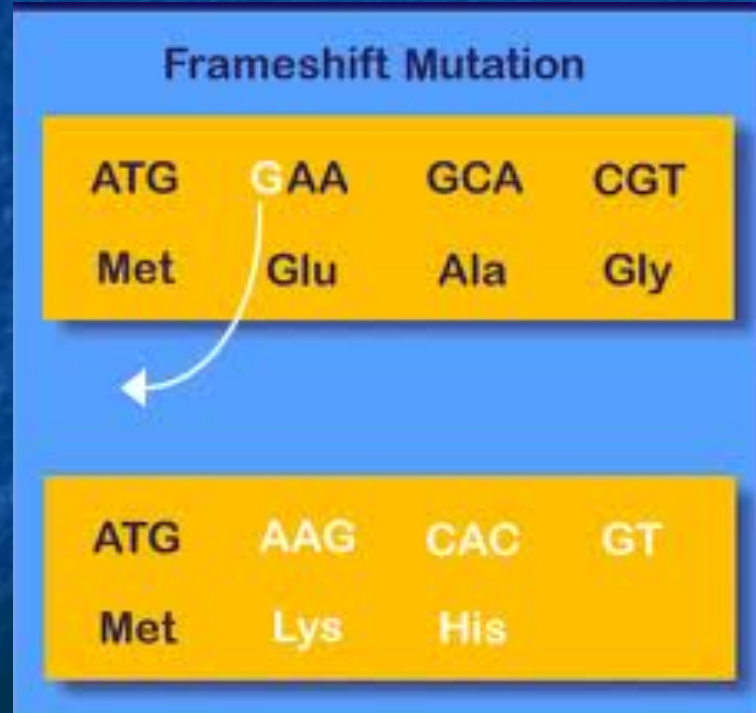 Frameshift Mutation
ATG GAA GCA CGT
Met Glu Ala Gly
ATG AAG CAC GT
Met Lys His